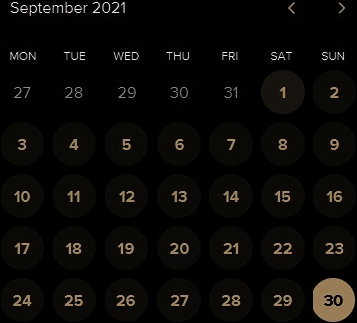 September 2021
MON TUE WED THU FRI SAT SUN
27 28 29 30 31 1 2
3 4 5 6 7 8 9
10 11 12 13 14 15 16
17 18 19 20 21 22 23
24 25 26 27 28 29 30